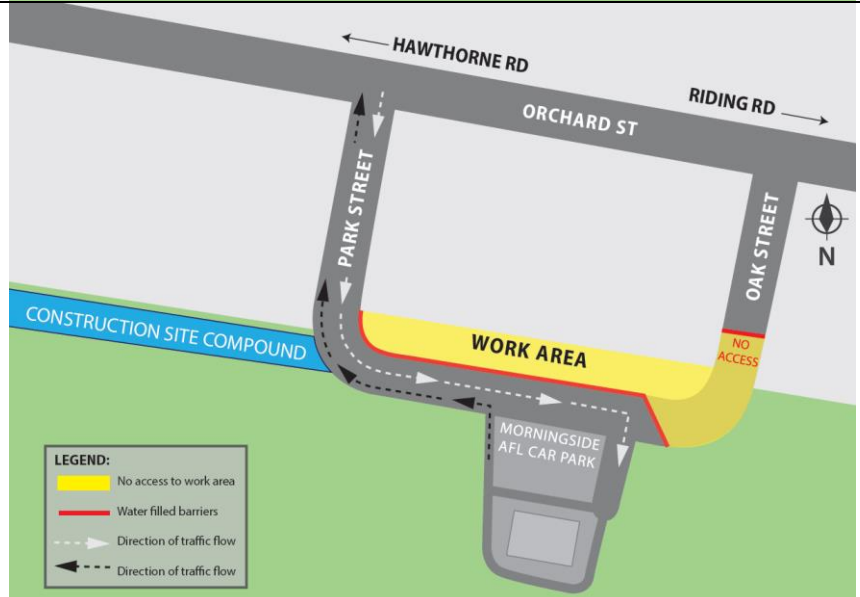 HAWTHORNE RD
RIDING RD
ORCHARD ST
PARK STREET
OAK STREET
N
CONSTRUCTION SITE COMPOUND
WORK AREA
NO
ACCESS
MORNINGSIDE
AFL CAR PARK
LEGEND:
No access to work area
Water filled barriers
Direction of traffic flow
Direction of traffic flow